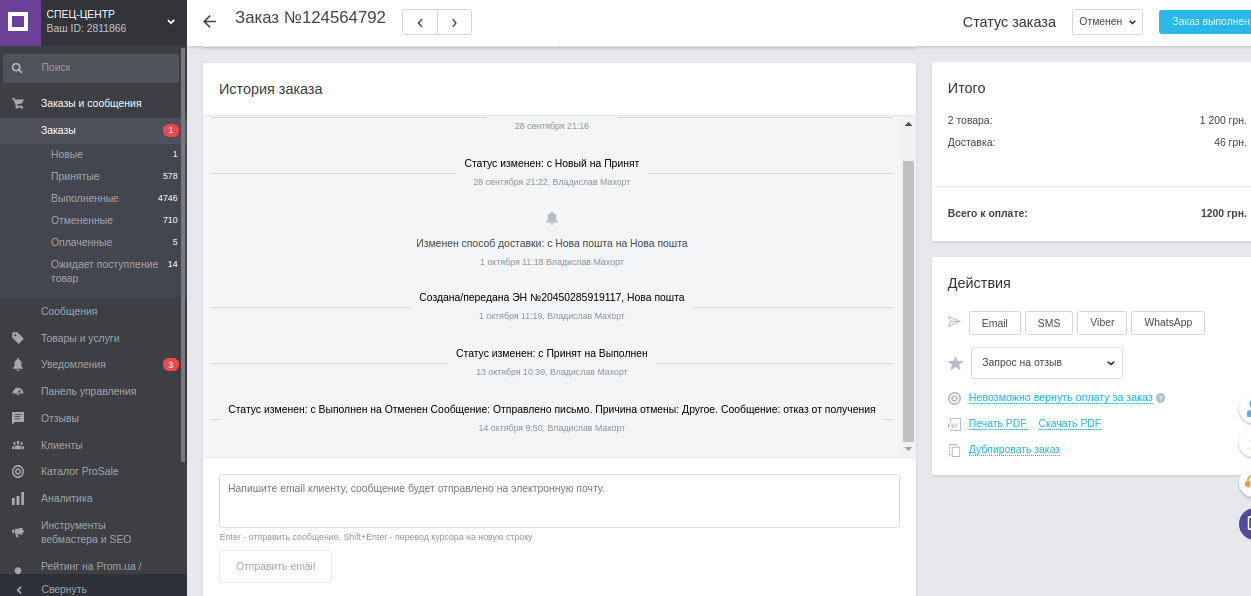 СПЕЦ-ЦЕНТР
Ваш ID: 2811866
Поиск
Заказы и сообщения
Заказы 1
Новые 1
Принятые 578
Выполненные 4746
Отмененные 710
Оплаченные 5
Ожидает поступление 14
товар
Сообщения
Товары и услуги
Уведомления 3
Панель управления
Отзывы
Клиенты
Каталог ProSale
Аналитика
Инструменты
вебмастера и SEO
Рейтинг на Prom.ua /
Свернуть
Заказ №124564792
Статус заказа
Отменен
Заказ выполнен
История заказа
28 сентября 21:16
Статус изменен: с Новый на Принят
28 сентября 21:22, Владислав Махорт
Изменен способ доставки: с Нова пошта на Нова пошта
1 октября 11:18 Владислав Махорт
Создана/передана ЭН №20450285919117, Нова пошта
1 октября 11:19, Владислав Махорт
Статус изменен: с Принят на Выполнен
13 октября 10:39, Владислав Махорт
Статус изменен: с Выполнен на Отменен Сообщение: Отправлено письмо. Причина отмены: Другое. Сообщение: отказ от получения
14 октября 9:50, Владислав Махорт
Напишите email клиенту, сообщение будет отправлено на электронную почту.
Enter - отправить сообщение, Shift+Enter - перевод курсора на новую строку
Отправить email
Итого
2 товара: 1 200 грн.
Доставка: 46 грн.
Всего к оплате: 1200 грн.
Действия
Email SMS Viber WhatsApp
Запрос на отзыв
Невозможно вернуть оплату за заказ ?
Печать PDF Скачать PDF
Дублировать заказ